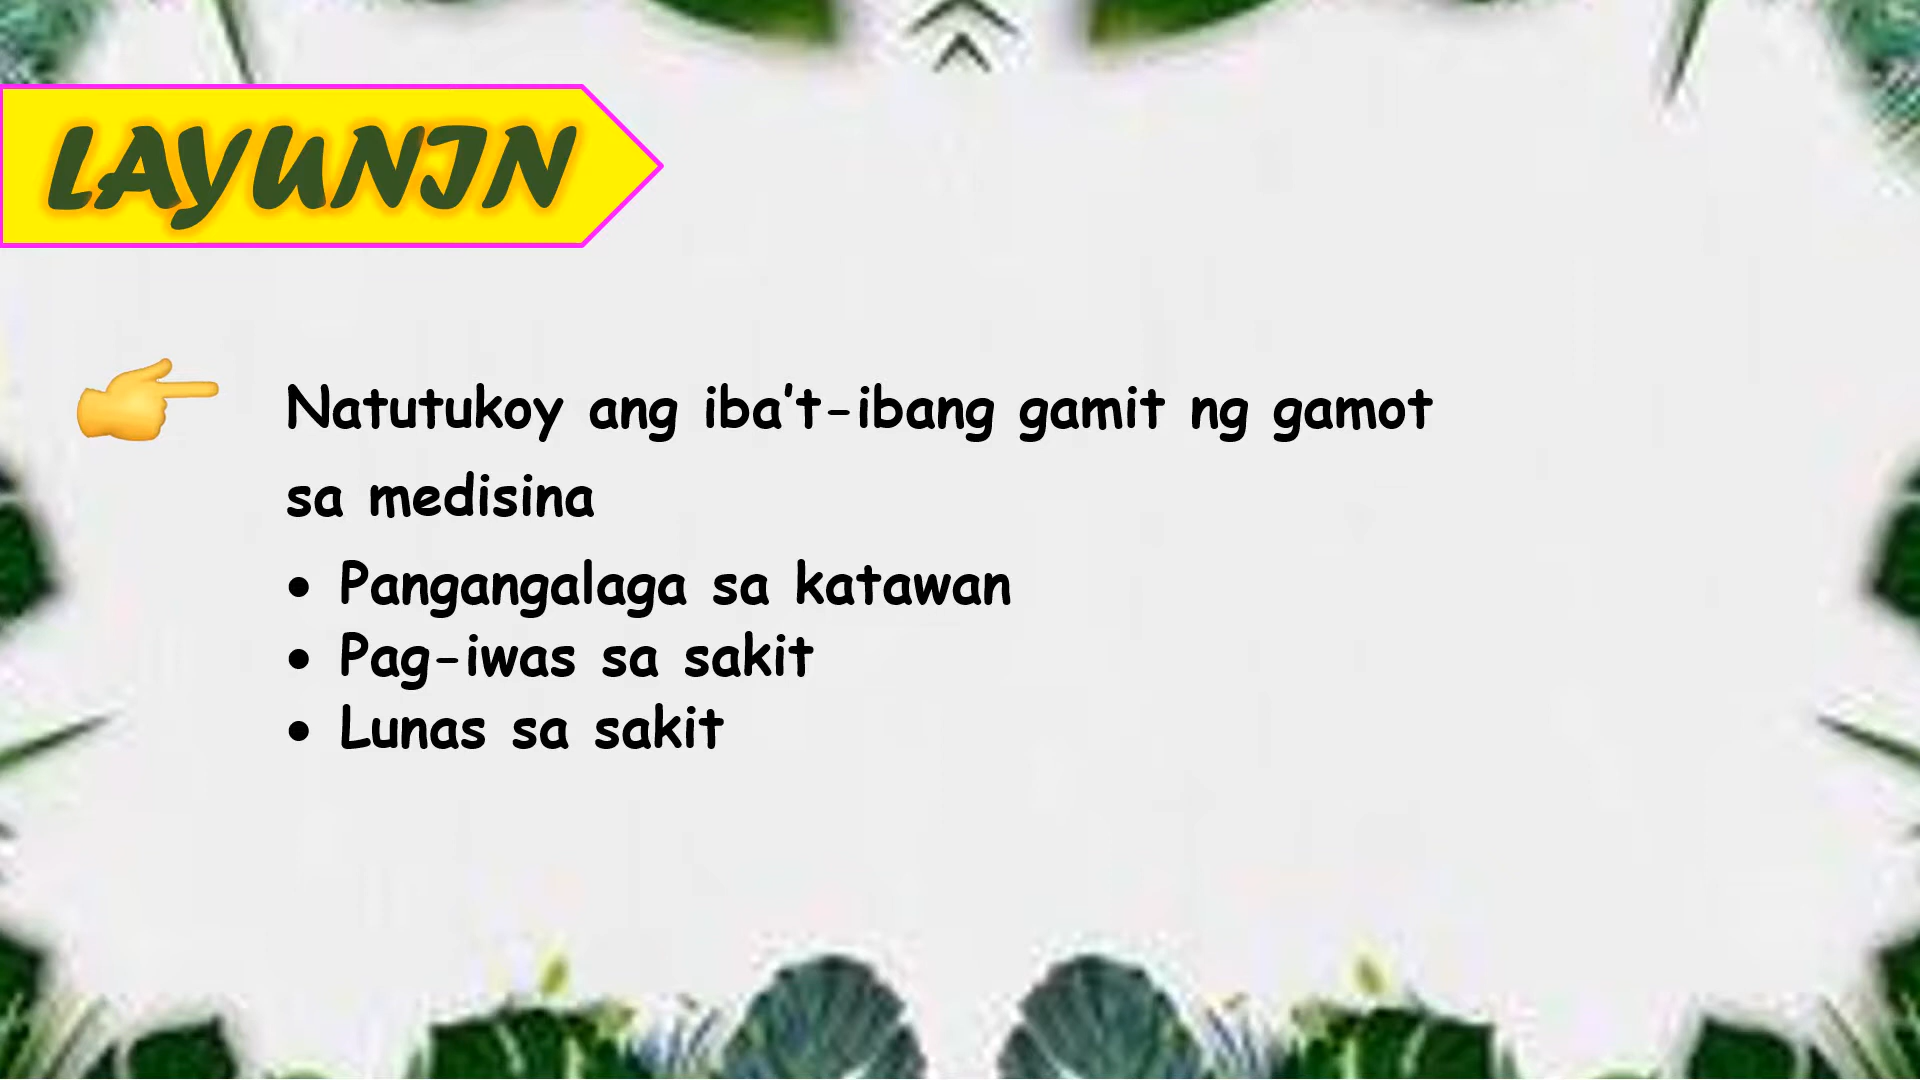 LAYUNIN
Natutukoy ang iba't-ibang gamit ng gamot
sa medisina
• Pangangalaga sa katawan
• Pag-iwas sa sakit
• Lunas sa sakit